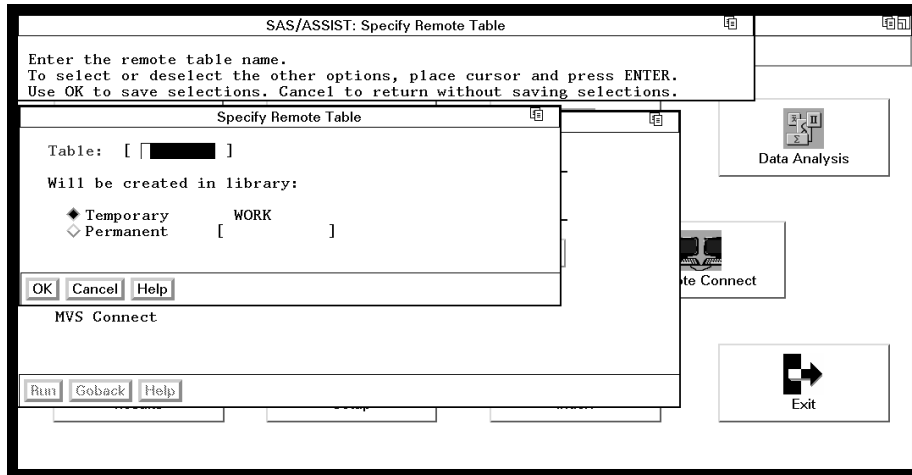 SAS/ASSIST: Specify Remote Table
Enter the remote table name.
To select or deselect the other options, place cursor and press ENTER.
Use OK to save selections. Cancel to return without saving selections.
Specify Remote Table
Table: [ ]
Will be created in library:
Temporary WORK
Permanent [ ]
OK Cancel Help
MVS Connect
Run Goback Help
Data Analysis
Connect
Exit